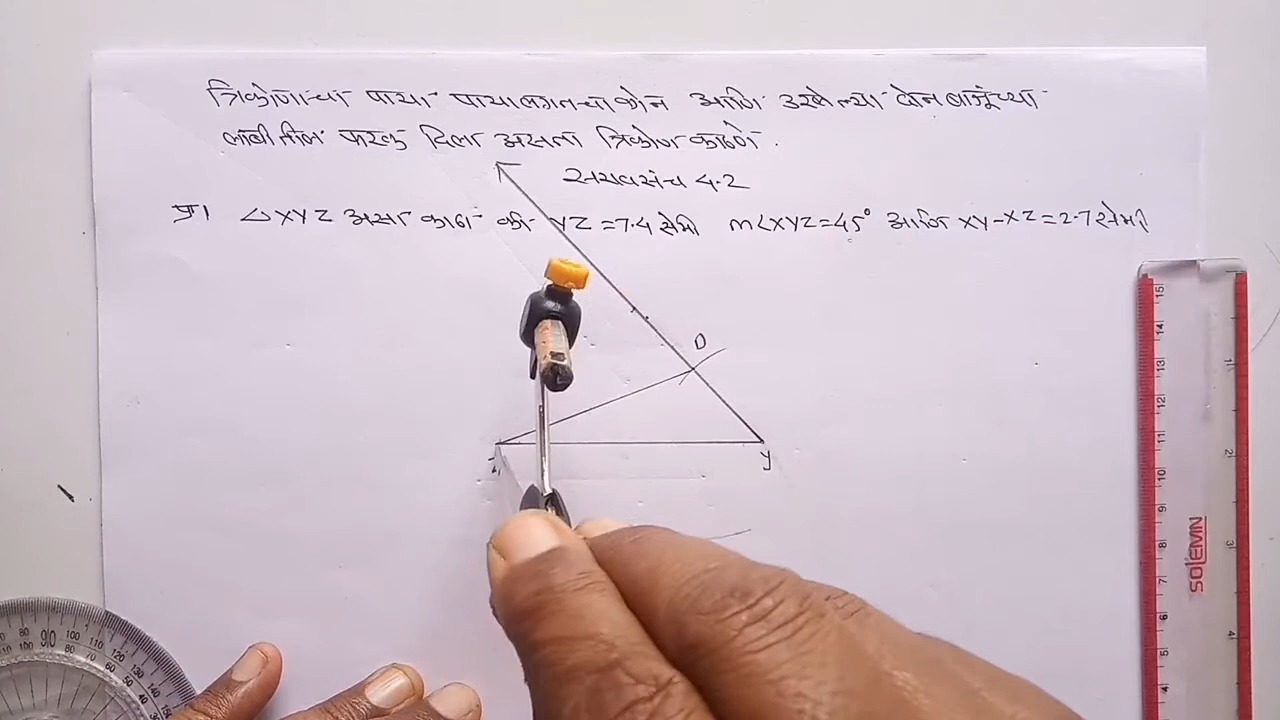 त्रिकोणाचा पाया पायालगतचा कोन आणि उरलेल्या दोन बाजूंच्या
लांबीतील फरक दिला असता त्रिकोण काढणे.
सरावसंच 4.2
प्र1 △XYZ असा काढा की YZ = 7.4 सेमी m∠XYZ = 45° आणि XY-XZ = 2.7 सेमी
D
Z
y
SOLEMN